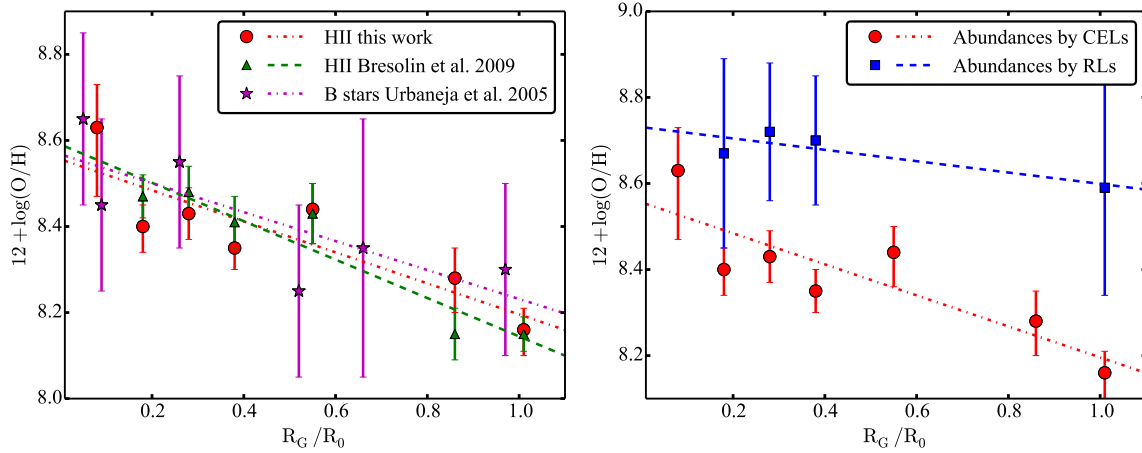 HII this work
HII Bresolin et al. 2009
B stars Urbaneja et al. 2005
12+log(O/H)
8.8
8.6
8.4
8.2
8.0
0.2 0.4 0.6 0.8 1.0
R_G/R_0
Abundances by CELs
Abundances by RLs
12+log(O/H)
9.0
8.8
8.6
8.4
8.2
0.2 0.4 0.6 0.8 1.0
R_G/R_0